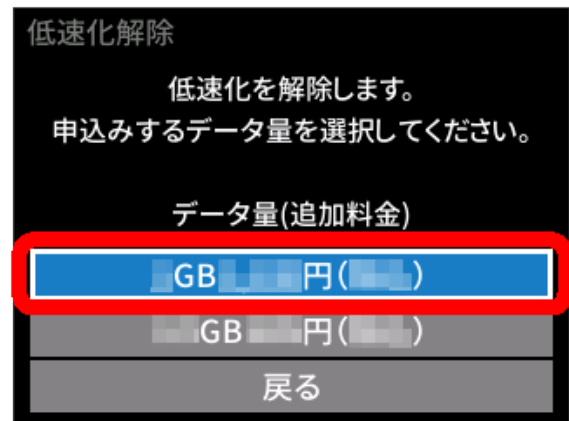 低速化解除
低速化を解除します。
申込みするデータ量を選択してください。
データ量(追加料金)
GB 円( )
GB 円( )
戻る